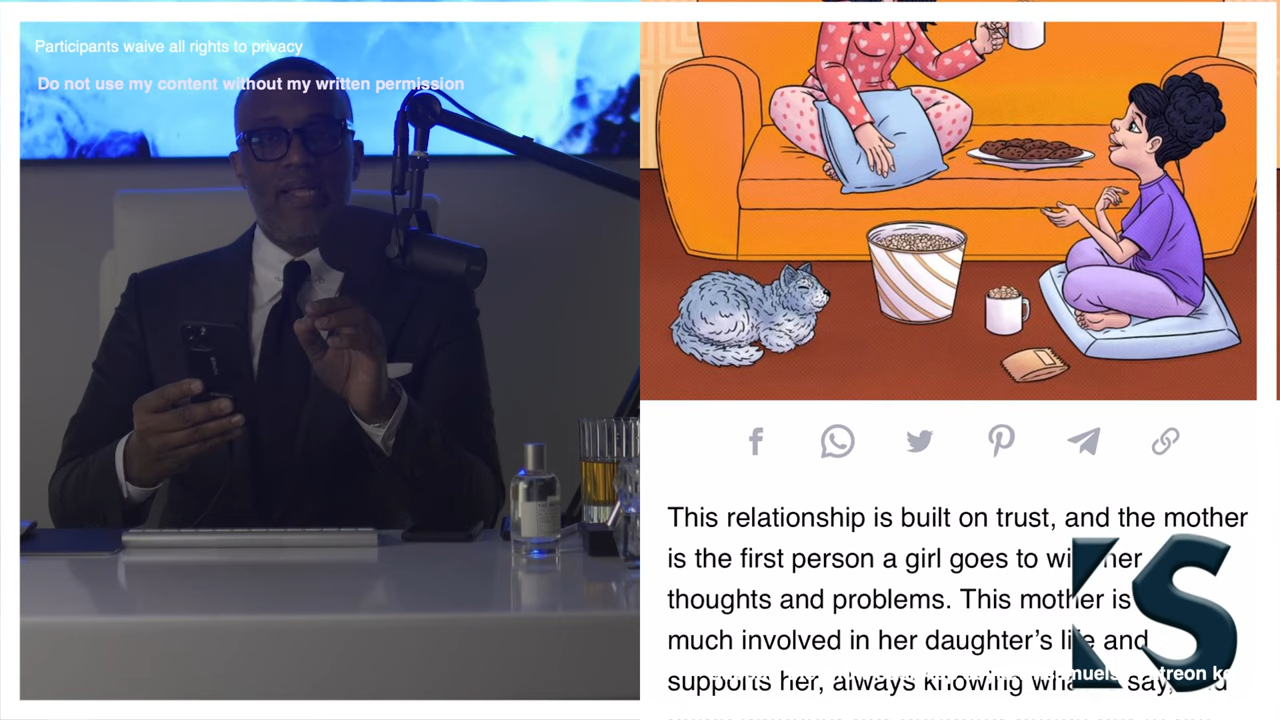 Participants waive all rights to privacy
Do not use my content without my written permission
This relationship is built on trust, and the mother
is the first person a girl goes to with her
thoughts and problems. This mother is
much involved in her daughter's life and
supports her, always knowing what say,
KS